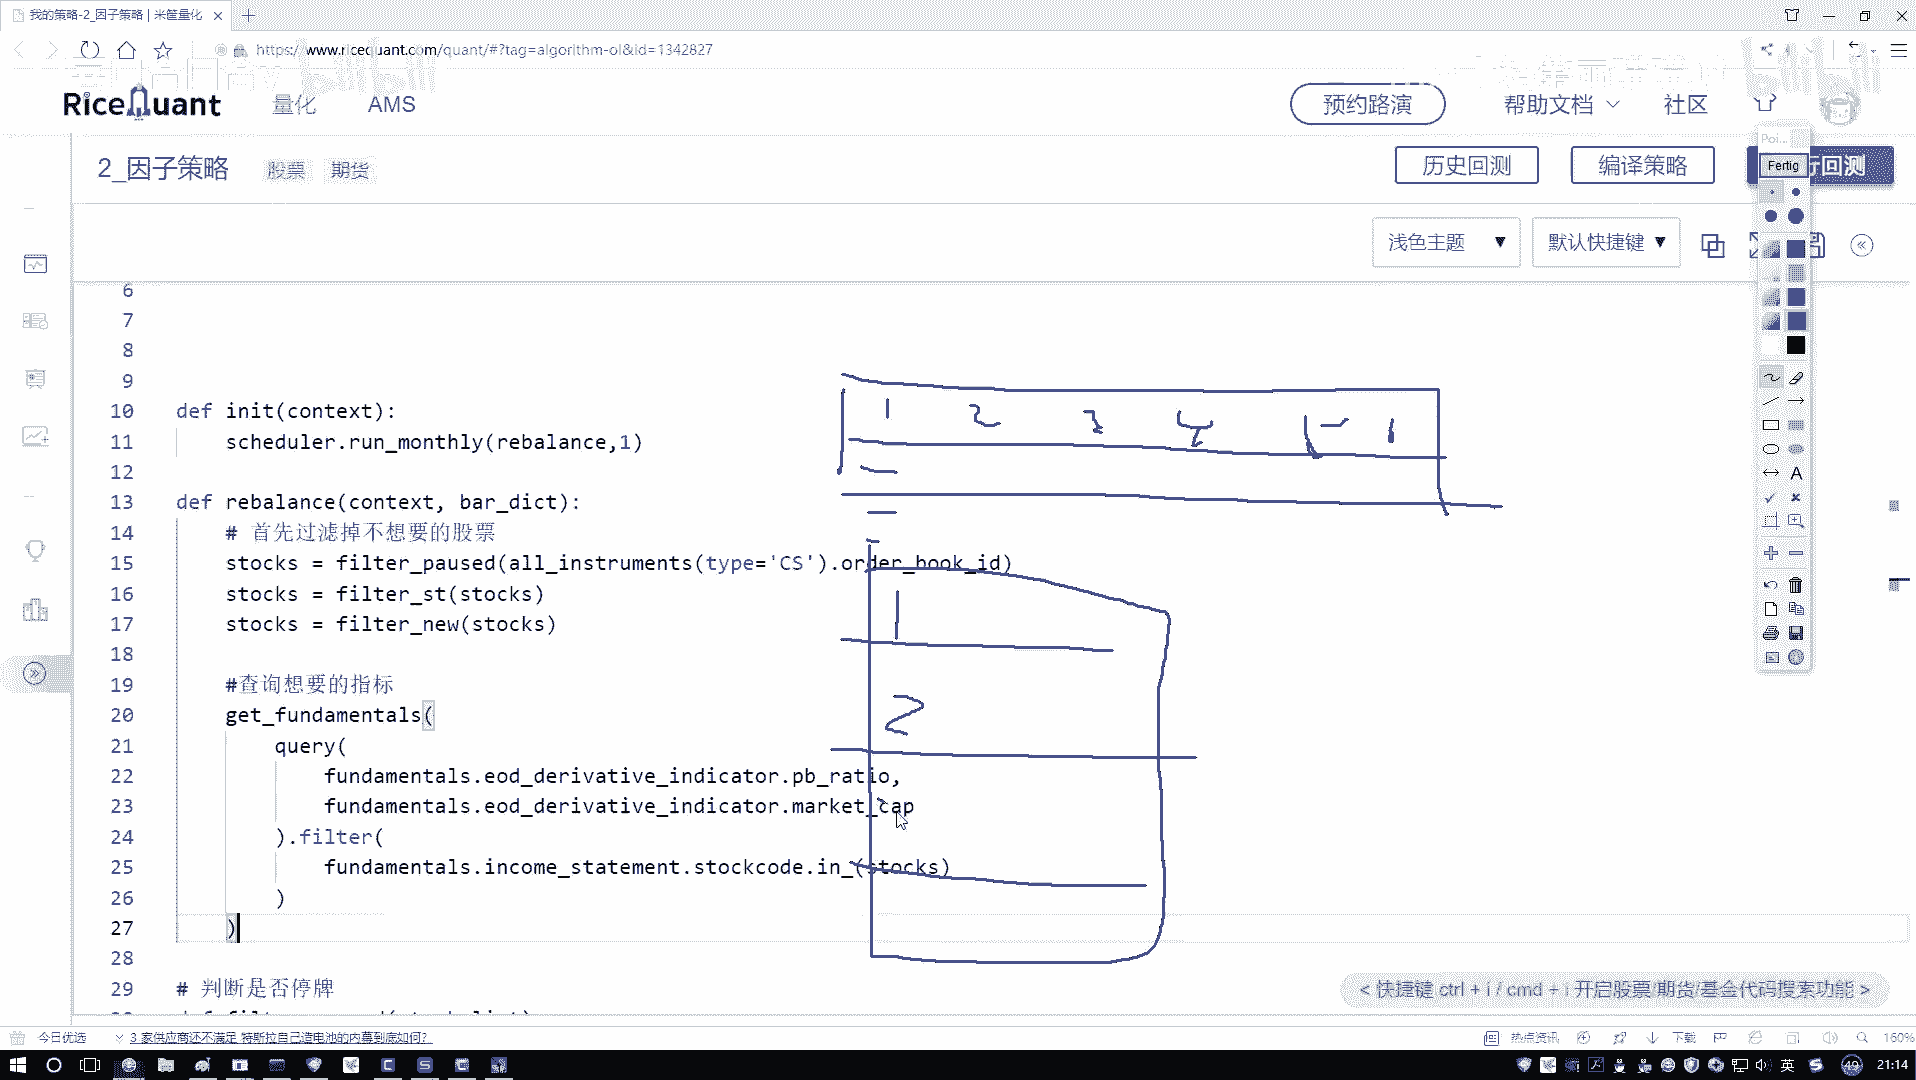 我的策略-2_因子策略 | 米筐量化
https://www.ricequant.com/quant/#?tag=algorithm-ol&id=1342827
bilibili
bilibili
RiceQuant 量化 AMS 预约路演 帮助文档 社区
2_因子策略 股票 期货 历史回测 编译策略 行回测
Poi...
Fertig
浅色主题 ▼ 默认快捷键 ▼
6
7
8
9
10 def init(context):
11 scheduler.run_monthly(rebalance,1)
12
13 def rebalance(context, bar_dict):
14 # 首先过滤掉不想要的股票
15 stocks = filter_paused(all_instruments(type='CS').order_book_id)
16 stocks = filter_st(stocks)
17 stocks = filter_new(stocks)
18
19 #查询想要的指标
20 get_fundamentals(
21 query(
22 fundamentals.eod_derivative_indicator.pb_ratio,
23 fundamentals.eod_derivative_indicator.market_cap
24 ).filter(
25 fundamentals.income_statement.stockcode.in_(stocks)
26 )
27 )
28
29 # 判断是否停牌
1 2 3 4
1
2
A
< 快捷键 ctrl + i / cmd + i 开启股票/期货/基金代码搜索功能 >
今日优选 3 家供应商还不满足 特斯拉自己造电池的内幕到底如何? 热点资讯 下载 160%
英 49 21:14